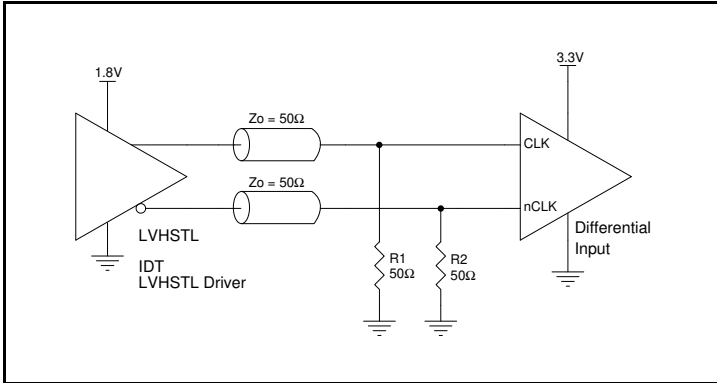 1.8V
3.3V
Zo = 50Ω
CLK
Zo = 50Ω
nCLK
LVHSTL
IDT
LVHSTL Driver
Differential
Input
R1
50Ω
R2
50Ω